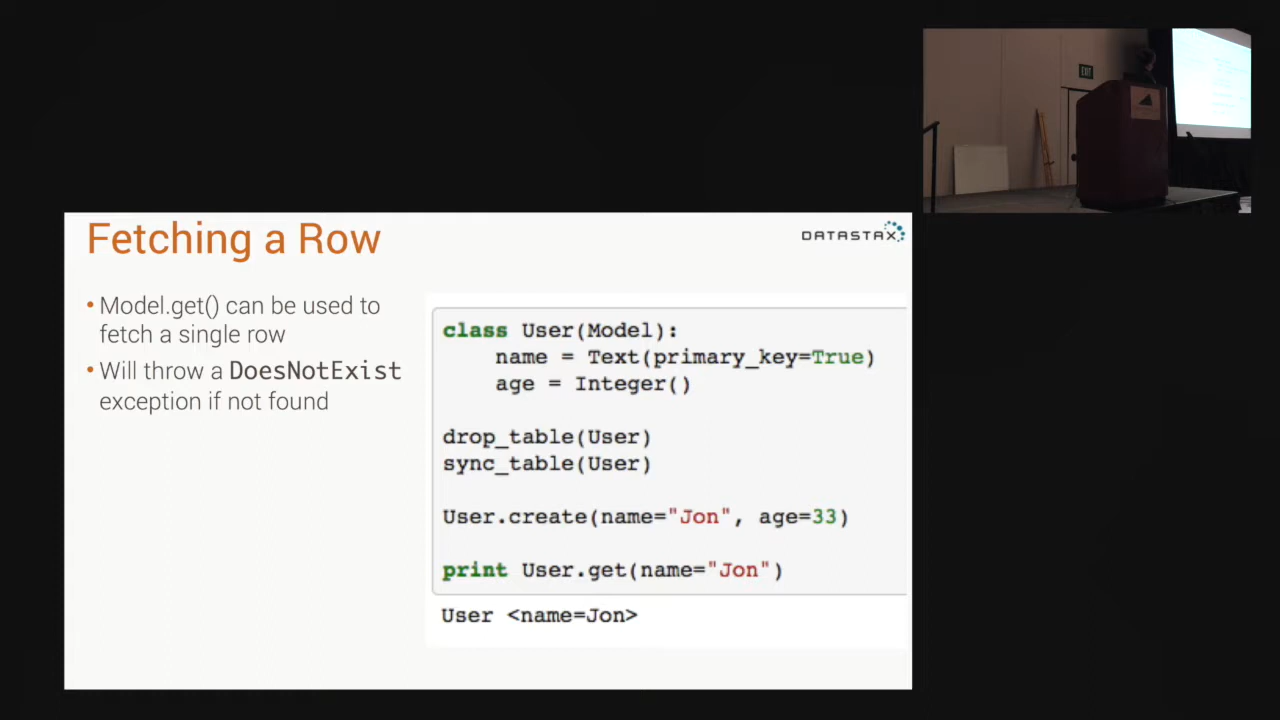 EXIT
Fetching a Row
DATASTAX
• Model.get() can be used to
fetch a single row
• Will throw a DoesNotExist
exception if not found
class User(Model):
    name = Text(primary_key=True)
    age = Integer()
drop_table(User)
sync_table(User)
User.create(name="Jon", age=33)
print User.get(name="Jon")
User <name=Jon>